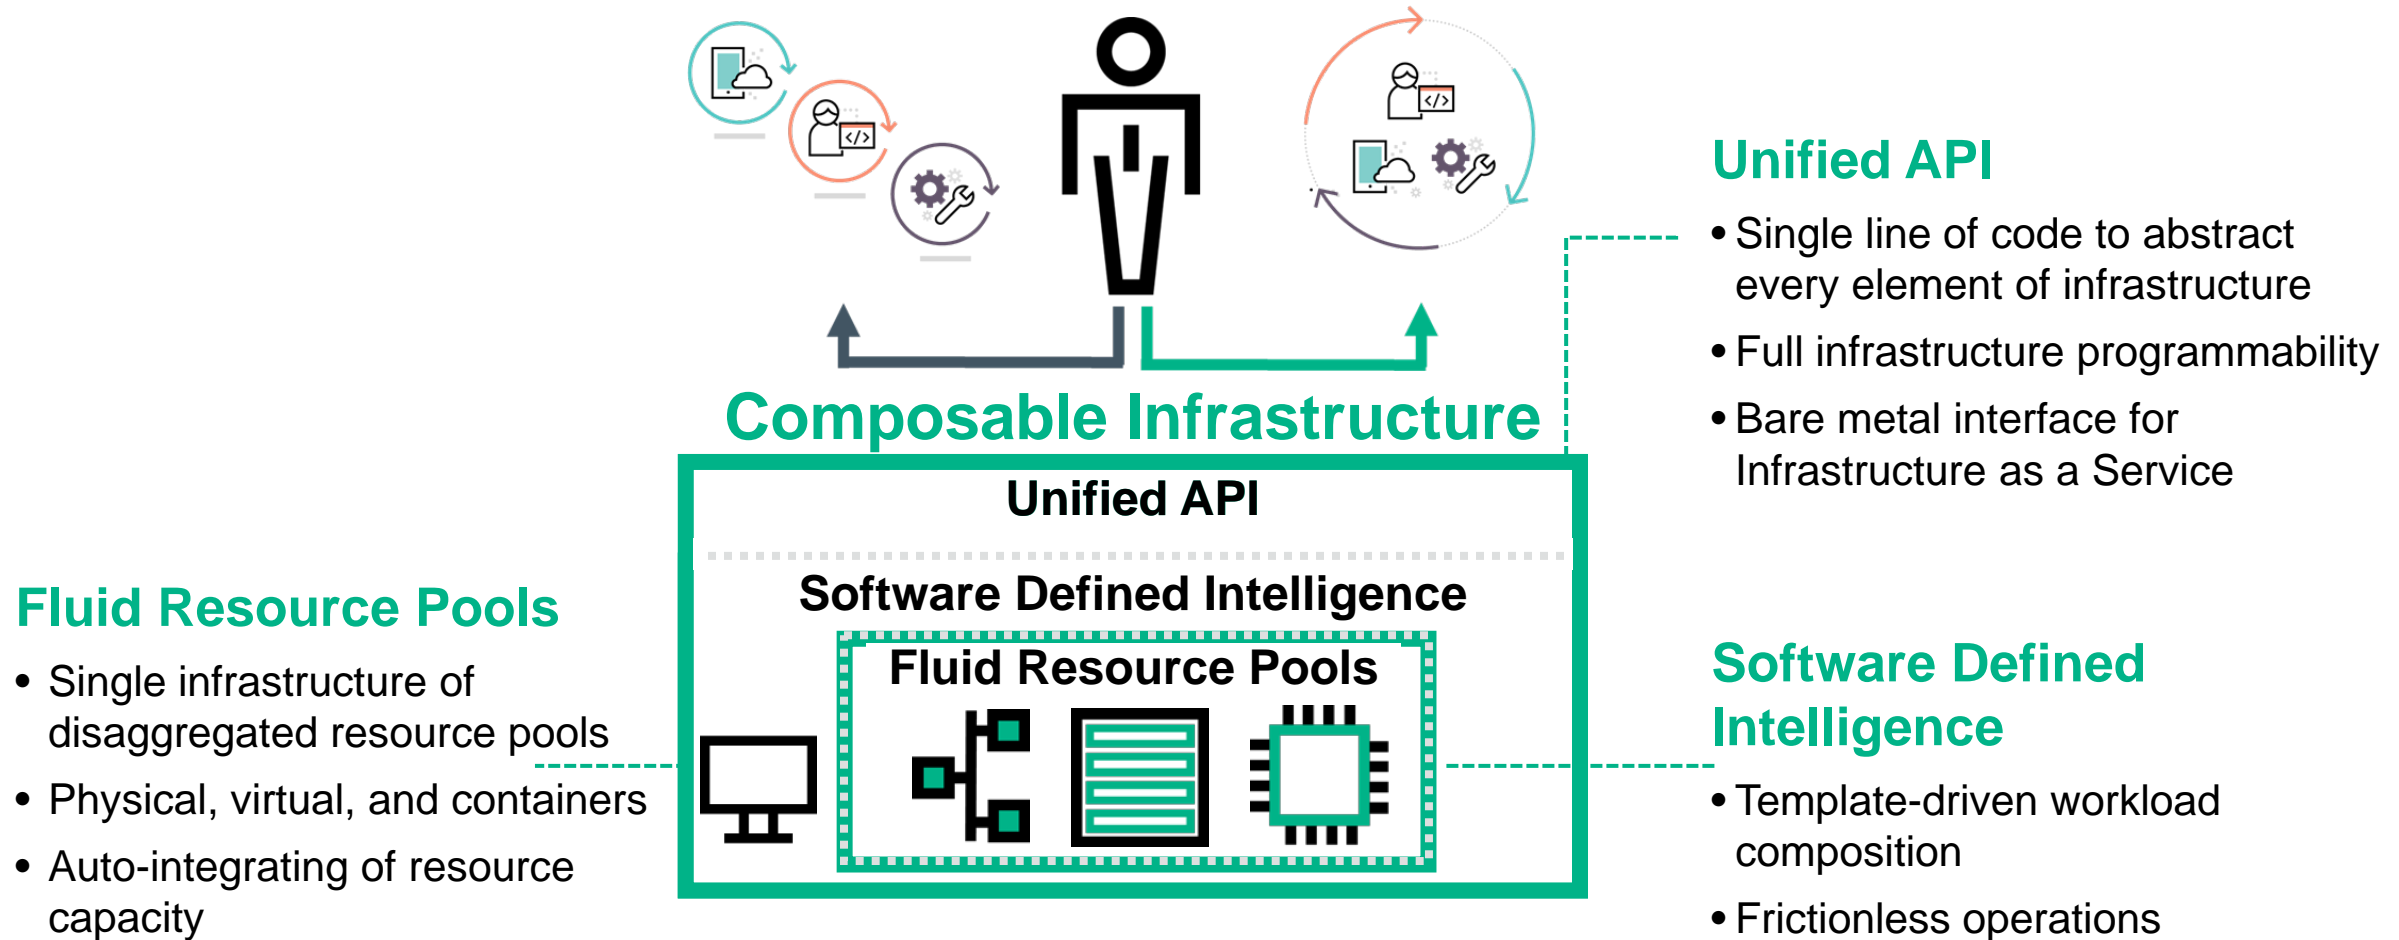 </>
</>
</>
Composable Infrastructure
Unified API
Software Defined Intelligence
Fluid Resource Pools
Fluid Resource Pools
• Single infrastructure of
disaggregated resource pools
• Physical, virtual, and containers
• Auto-integrating of resource
capacity
Unified API
• Single line of code to abstract
every element of infrastructure
• Full infrastructure programmability
• Bare metal interface for
Infrastructure as a Service
Software Defined
Intelligence
• Template-driven workload
composition
• Frictionless operations